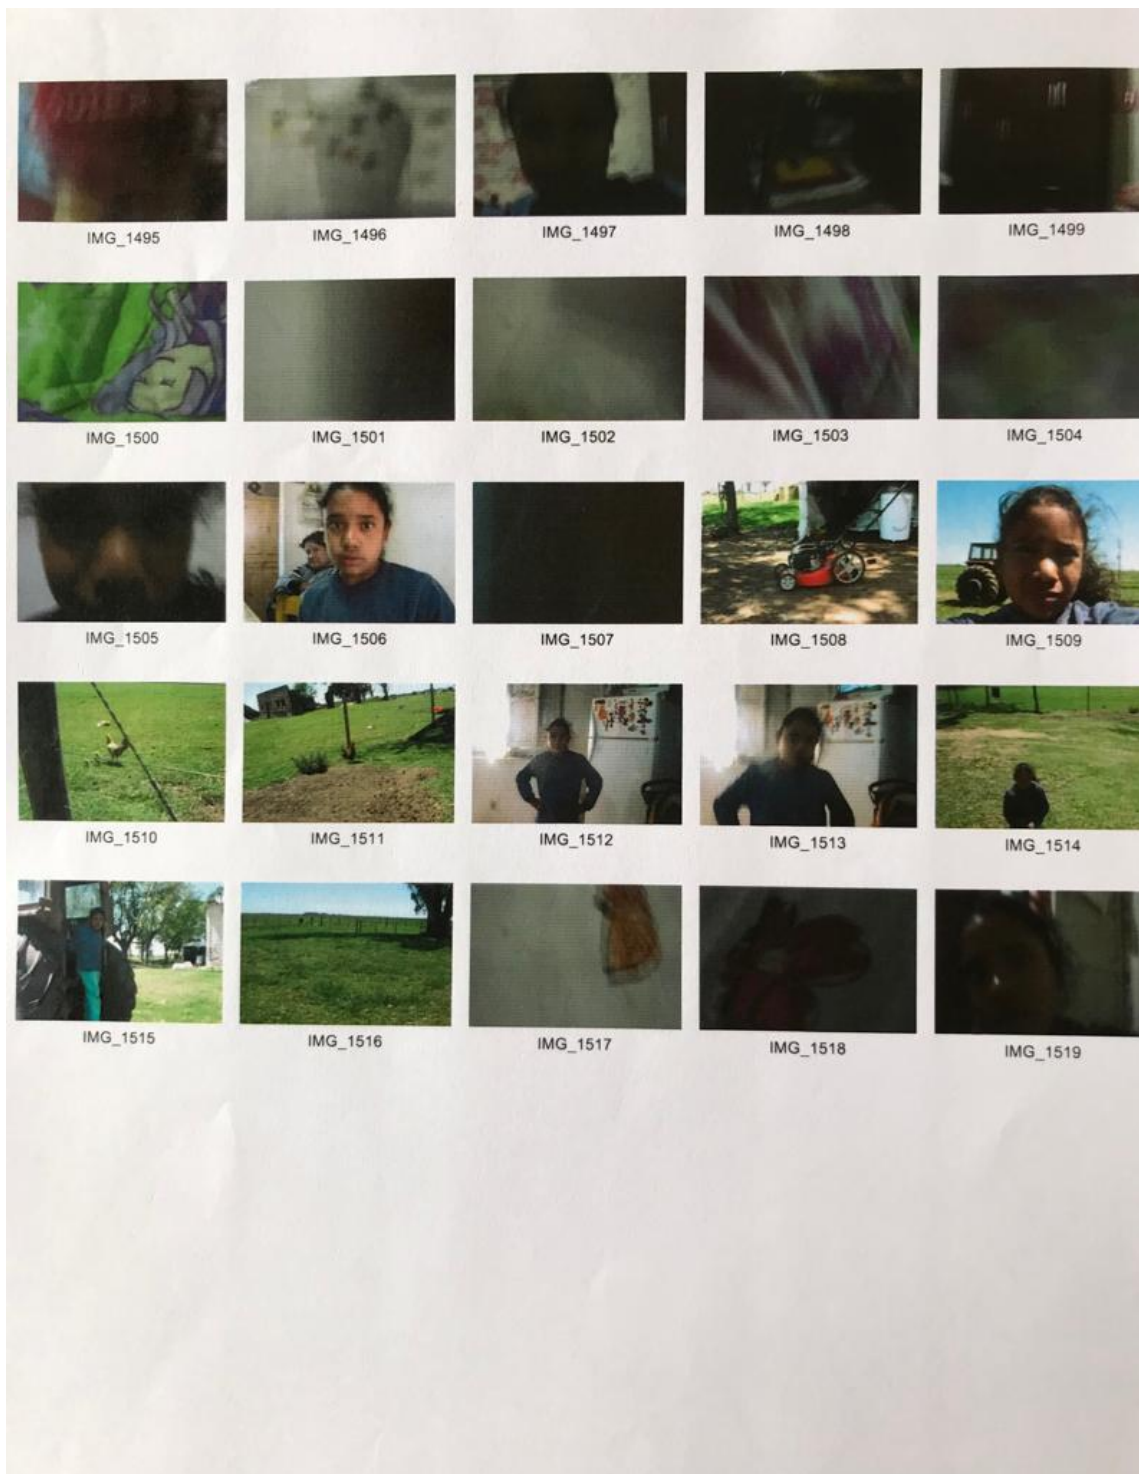 IMG_1495 IMG_1496 IMG_1497 IMG_1498 IMG_1499
IMG_1500 IMG_1501 IMG_1502 IMG_1503 IMG_1504
IMG_1505 IMG_1506 IMG_1507 IMG_1508 IMG_1509
IMG_1510 IMG_1511 IMG_1512 IMG_1513 IMG_1514
IMG_1515 IMG_1516 IMG_1517 IMG_1518 IMG_1519